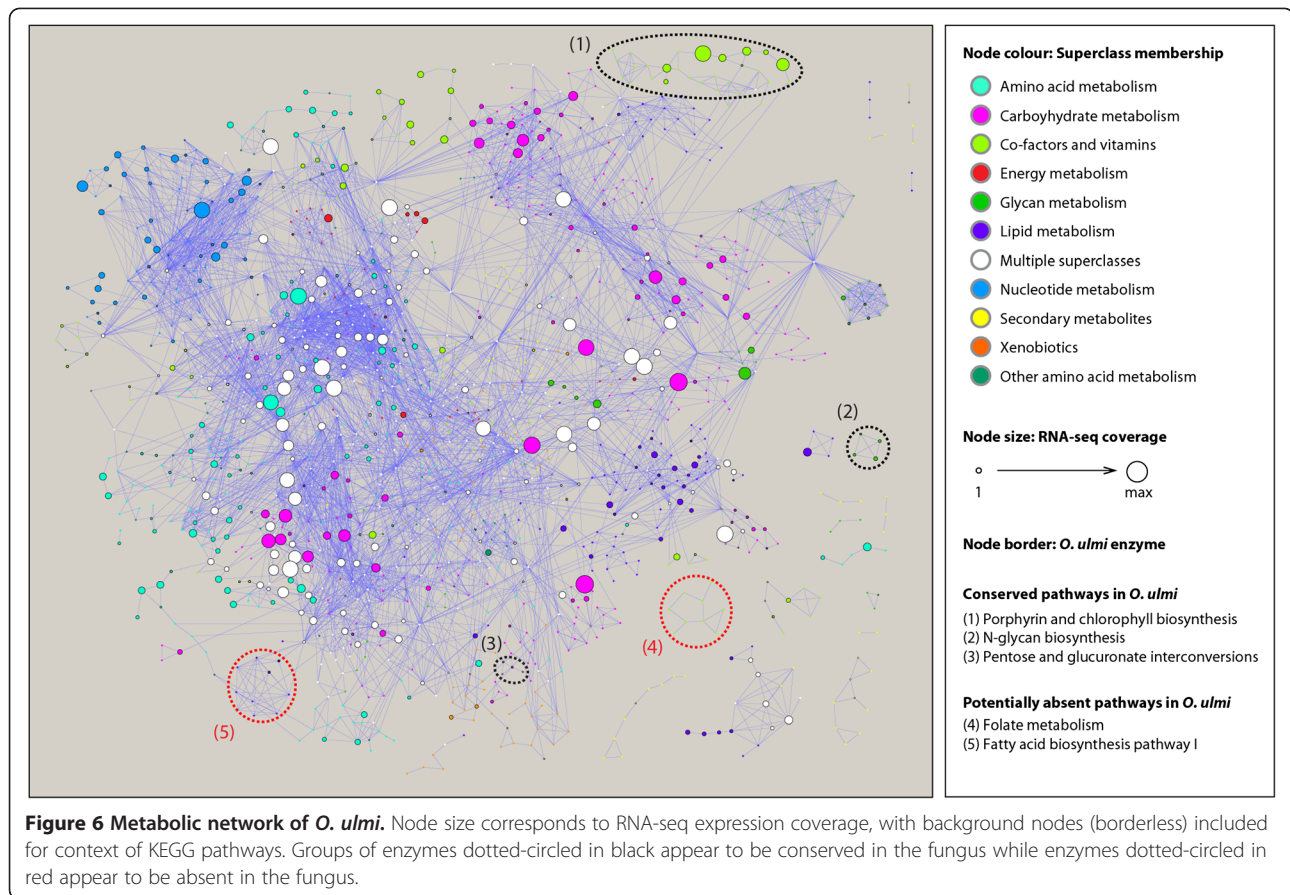 (1)
(2)
(3)
(4)
(5)
Node colour: Superclass membership
Amino acid metabolism
Carboyhydrate metabolism
Co-factors and vitamins
Energy metabolism
Glycan metabolism
Lipid metabolism
Multiple superclasses
Nucleotide metabolism
Secondary metabolites
Xenobiotics
Other amino acid metabolism
Node size: RNA-seq coverage
1 max
Node border: O. ulmi enzyme
Conserved pathways in O. ulmi
(1) Porphyrin and chlorophyll biosynthesis
(2) N-glycan biosynthesis
(3) Pentose and glucuronate interconversions
Potentially absent pathways in O. ulmi
(4) Folate metabolism
(5) Fatty acid biosynthesis pathway I
Figure 6 Metabolic network of O. ulmi. Node size corresponds to RNA-seq expression coverage, with background nodes (borderless) included
for context of KEGG pathways. Groups of enzymes dotted-circled in black appear to be conserved in the fungus while enzymes dotted-circled in
red appear to be absent in the fungus.